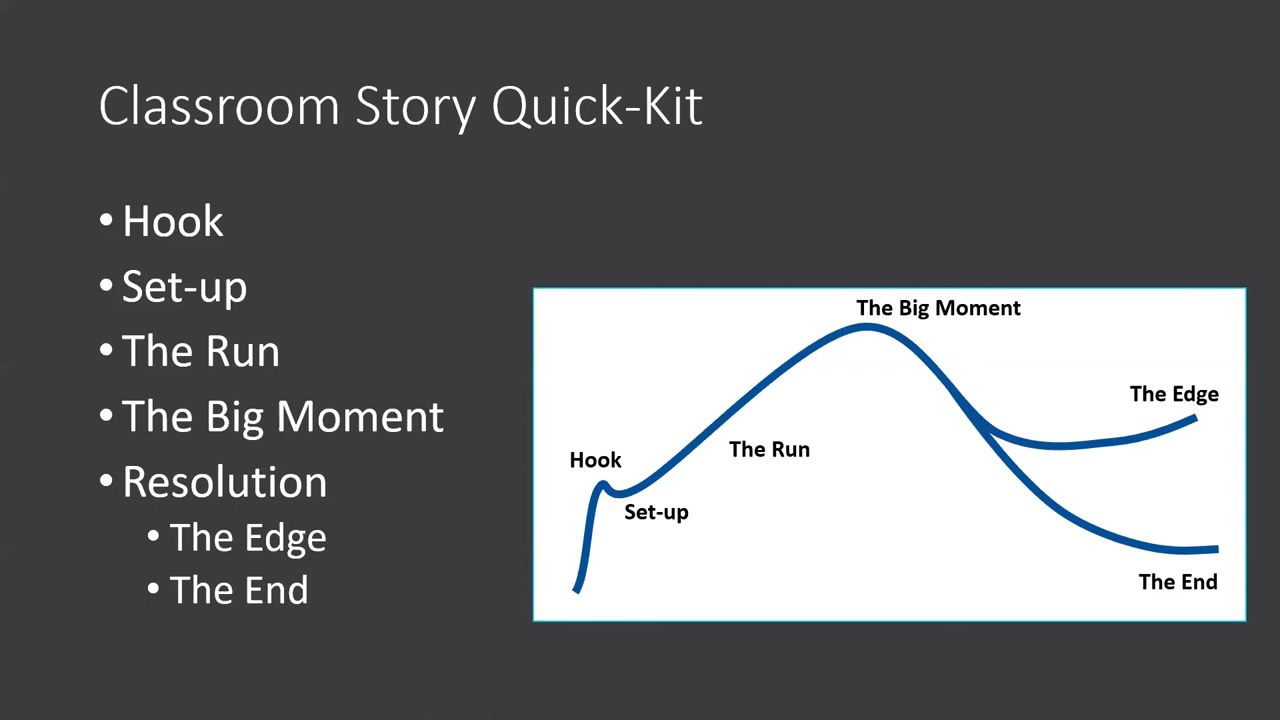 Classroom Story Quick-Kit
• Hook
• Set-up
• The Run
• The Big Moment
• Resolution
• The Edge
• The End
The Big Moment
The Edge
The Run
Hook
Set-up
The End